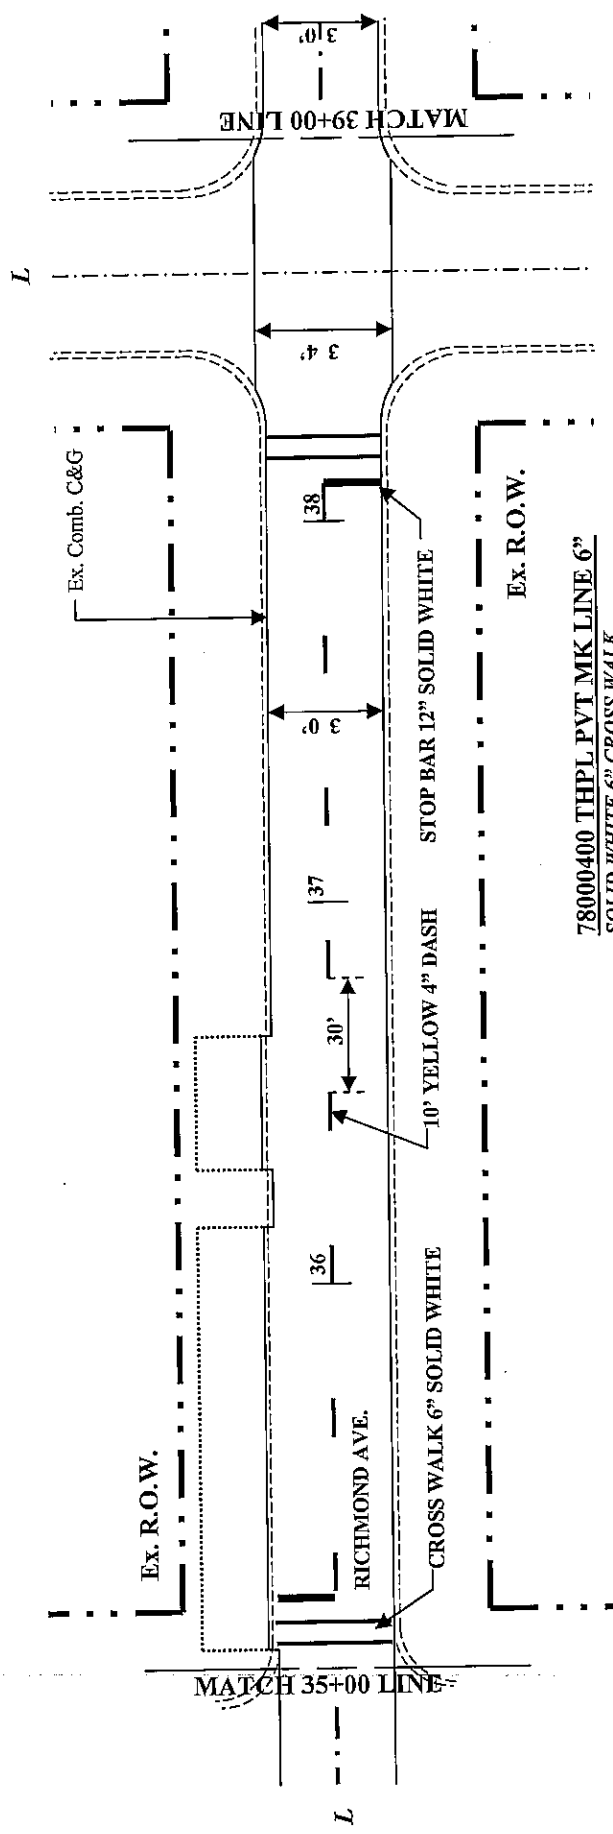 L
3 0'
MATCH 39+00 LINE
3 4'
Ex. Comb. C&G
38
STOP BAR 12" SOLID WHITE
Ex. R.O.W.
3 0'
37
30'
10' YELLOW 4" DASH
78000400 THPL PVT MK LINE 6"
SOLID WHITE 6" CROSS WALK
36
CROSS WALK 6" SOLID WHITE
RICHMOND AVE.
Ex. R.O.W.
MATCH 35+00 LINE
L